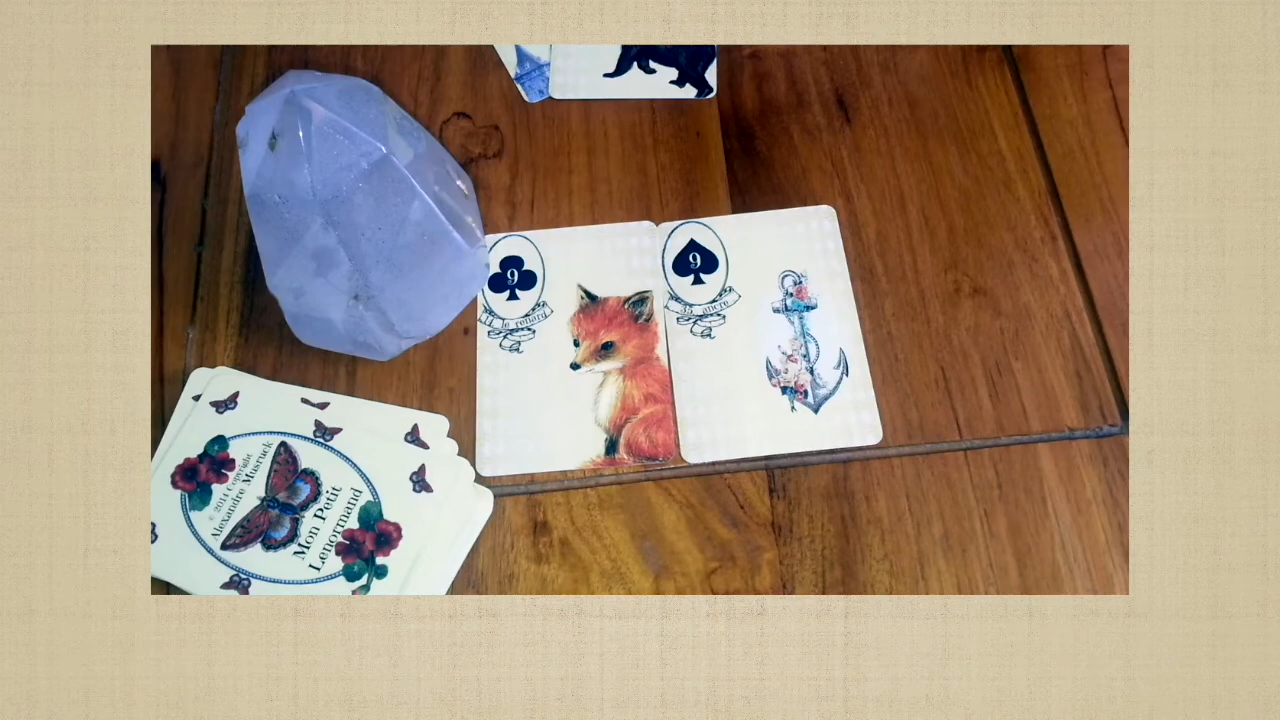 9
14. le renard
9
35. ancre
© 2014 Copyright
Alexandre Musruck
Mon Petit
Lenormand